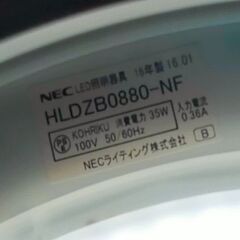 NEC LED照明器具 16年製 16.01
HLDZB0880-NF
PSE KOHRIKU 消費電力 35W 入力電流
100V 50/60Hz 0.36A
NECライティング株式会社 B